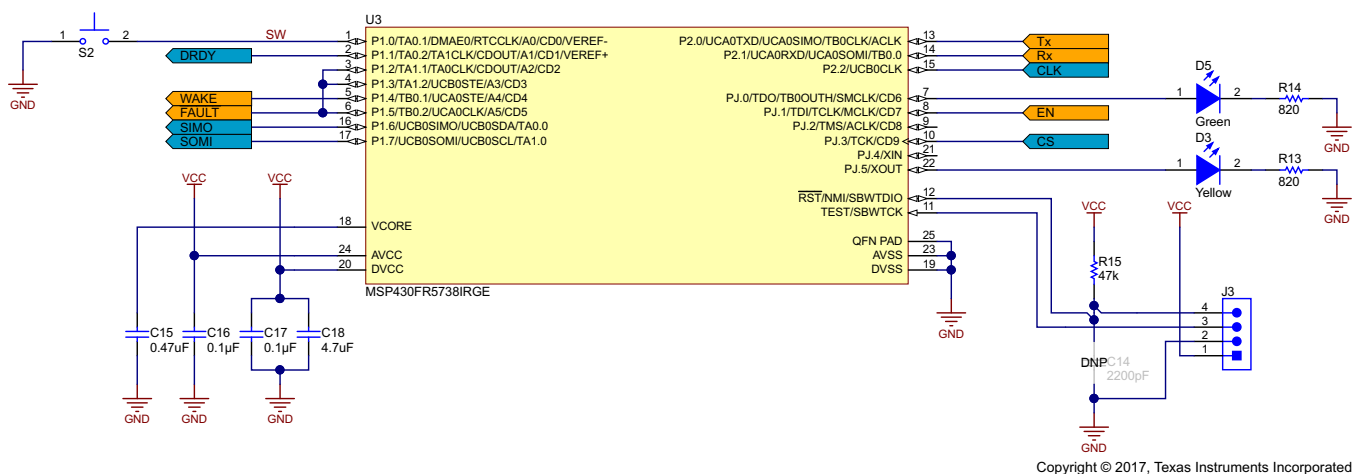 U3
1 S2 2 SW 1 P1.0/TA0.1/DMAE0/RTCCLK/A0/CD0/VEREF-
DRDY 2 P1.1/TA0.2/TA1CLK/CDOUT/A1/CD1/VEREF+
3 P1.2/TA1.1/TA0CLK/CDOUT/A2/CD2
4 P1.3/TA1.2/UCB0STE/A3/CD3
WAKE 5 P1.4/TB0.1/UCA0STE/A4/CD4
FAULT 6 P1.5/TB0.2/UCA0CLK/A5/CD5
SIMO 16 P1.6/UCB0SIMO/UCB0SDA/TA0.0
SOMI 17 P1.7/UCB0SOMI/UCB0SCL/TA1.0
GND
P2.0/UCA0TXD/UCA0SIMO/TB0CLK/ACLK 13 Tx
P2.1/UCA0RXD/UCA0SOMI/TB0.0 14 Rx
P2.2/UCB0CLK 15 CLK
PJ.0/TDO/TB0OUTH/SMCLK/CD6 7 1 D5 2 R14
Green 820
GND
PJ.1/TDI/TCLK/MCLK/CD7 8 EN
PJ.2/TMS/ACLK/CD8 9
PJ.3/TCK/CD9 10 CS
PJ.4/XIN 21
PJ.5/XOUT 22 1 D3 2 R13
Yellow 820
GND
RST/NMI/SBWTDIO 12
TEST/SBWTCK 11
VCC VCC
18 VCORE
24 AVCC
20 DVCC
QFN PAD 25
AVSS 23
DVSS 19
GND
MSP430FR5738IRGE
VCC VCC
R15
47k
J3
4
3
2
1
C15
0.47uF
C16
0.1µF
C17
0.1µF
C18
4.7uF
DNP C14
2200pF
GND GND GND
GND
Copyright © 2017, Texas Instruments Incorporated